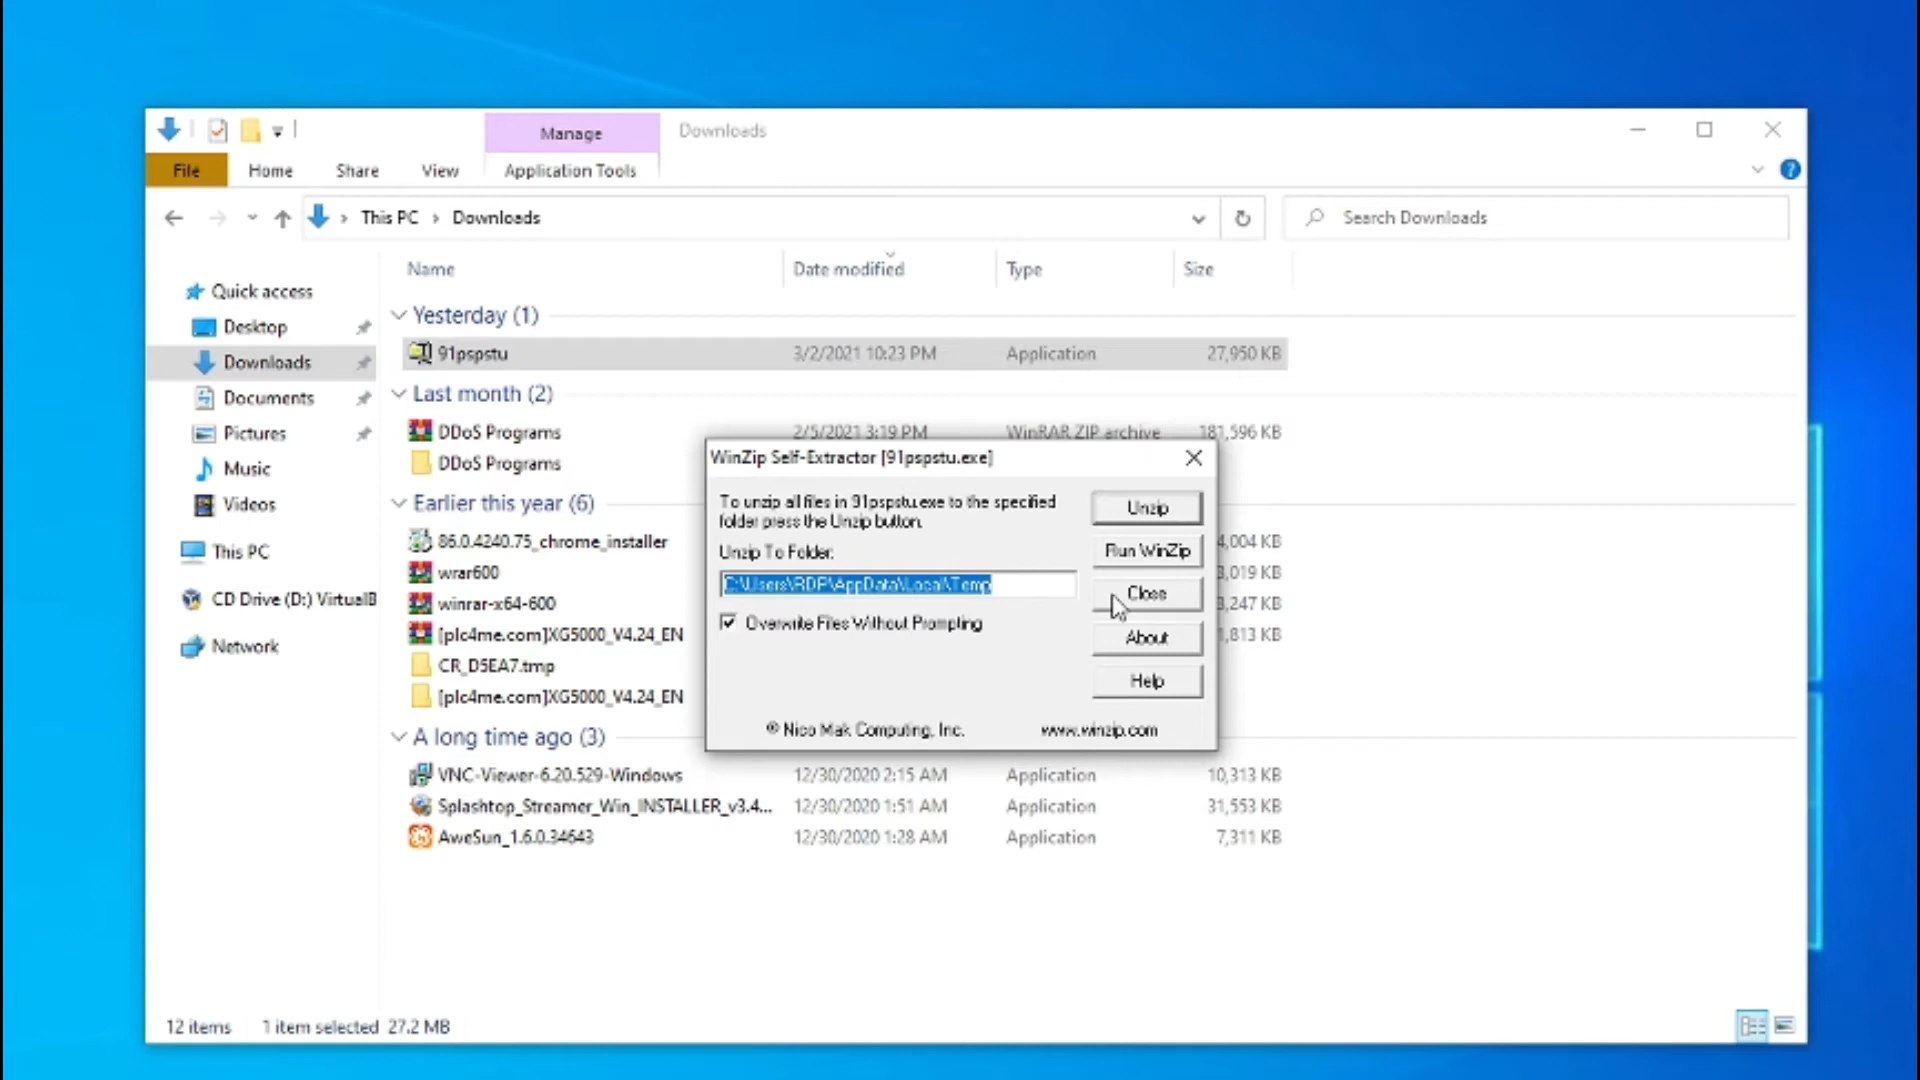 Manage
Downloads
File
Home
Share
View
Application Tools
This PC
Downloads
Search Downloads
Name
Date modified
Type
Size
Quick access
Desktop
Downloads
Documents
Pictures
Music
Videos
This PC
CD Drive (D:) VirtualB
Network
Yesterday (1)
91pspstu 3/2/2021 10:23 PM Application 27,950 KB
Last month (2)
DDoS Programs 2/5/2021 3:19 PM WinRAR ZIP archive 181,596 KB
DDoS Programs
Earlier this year (6)
86.0.4240.75_chrome_installer 4,004 KB
wrar600 3,019 KB
winrar-x64-600 3,247 KB
[plc4me.com]XG5000_V4.24_EN 1,813 KB
CR_D5EA7.tmp
[plc4me.com]XG5000_V4.24_EN
A long time ago (3)
VNC-Viewer-6.20.529-Windows 12/30/2020 2:15 AM Application 10,313 KB
Splashtop_Streamer_Win_INSTALLER_v3.4... 12/30/2020 1:51 AM Application 31,553 KB
AweSun_1.6.0.34643 12/30/2020 1:28 AM Application 7,311 KB
WinZip Self-Extractor [91pspstu.exe]
To unzip all files in 91pspstu.exe to the specified
folder press the Unzip button.
Unzip To Folder:
C:\Users\RDP\AppData\Local\Temp
Overwrite Files Without Prompting
Unzip
Run WinZip
Close
About
Help
© Nico Mak Computing, Inc. www.winzip.com
12 items 1 item selected 27.2 MB